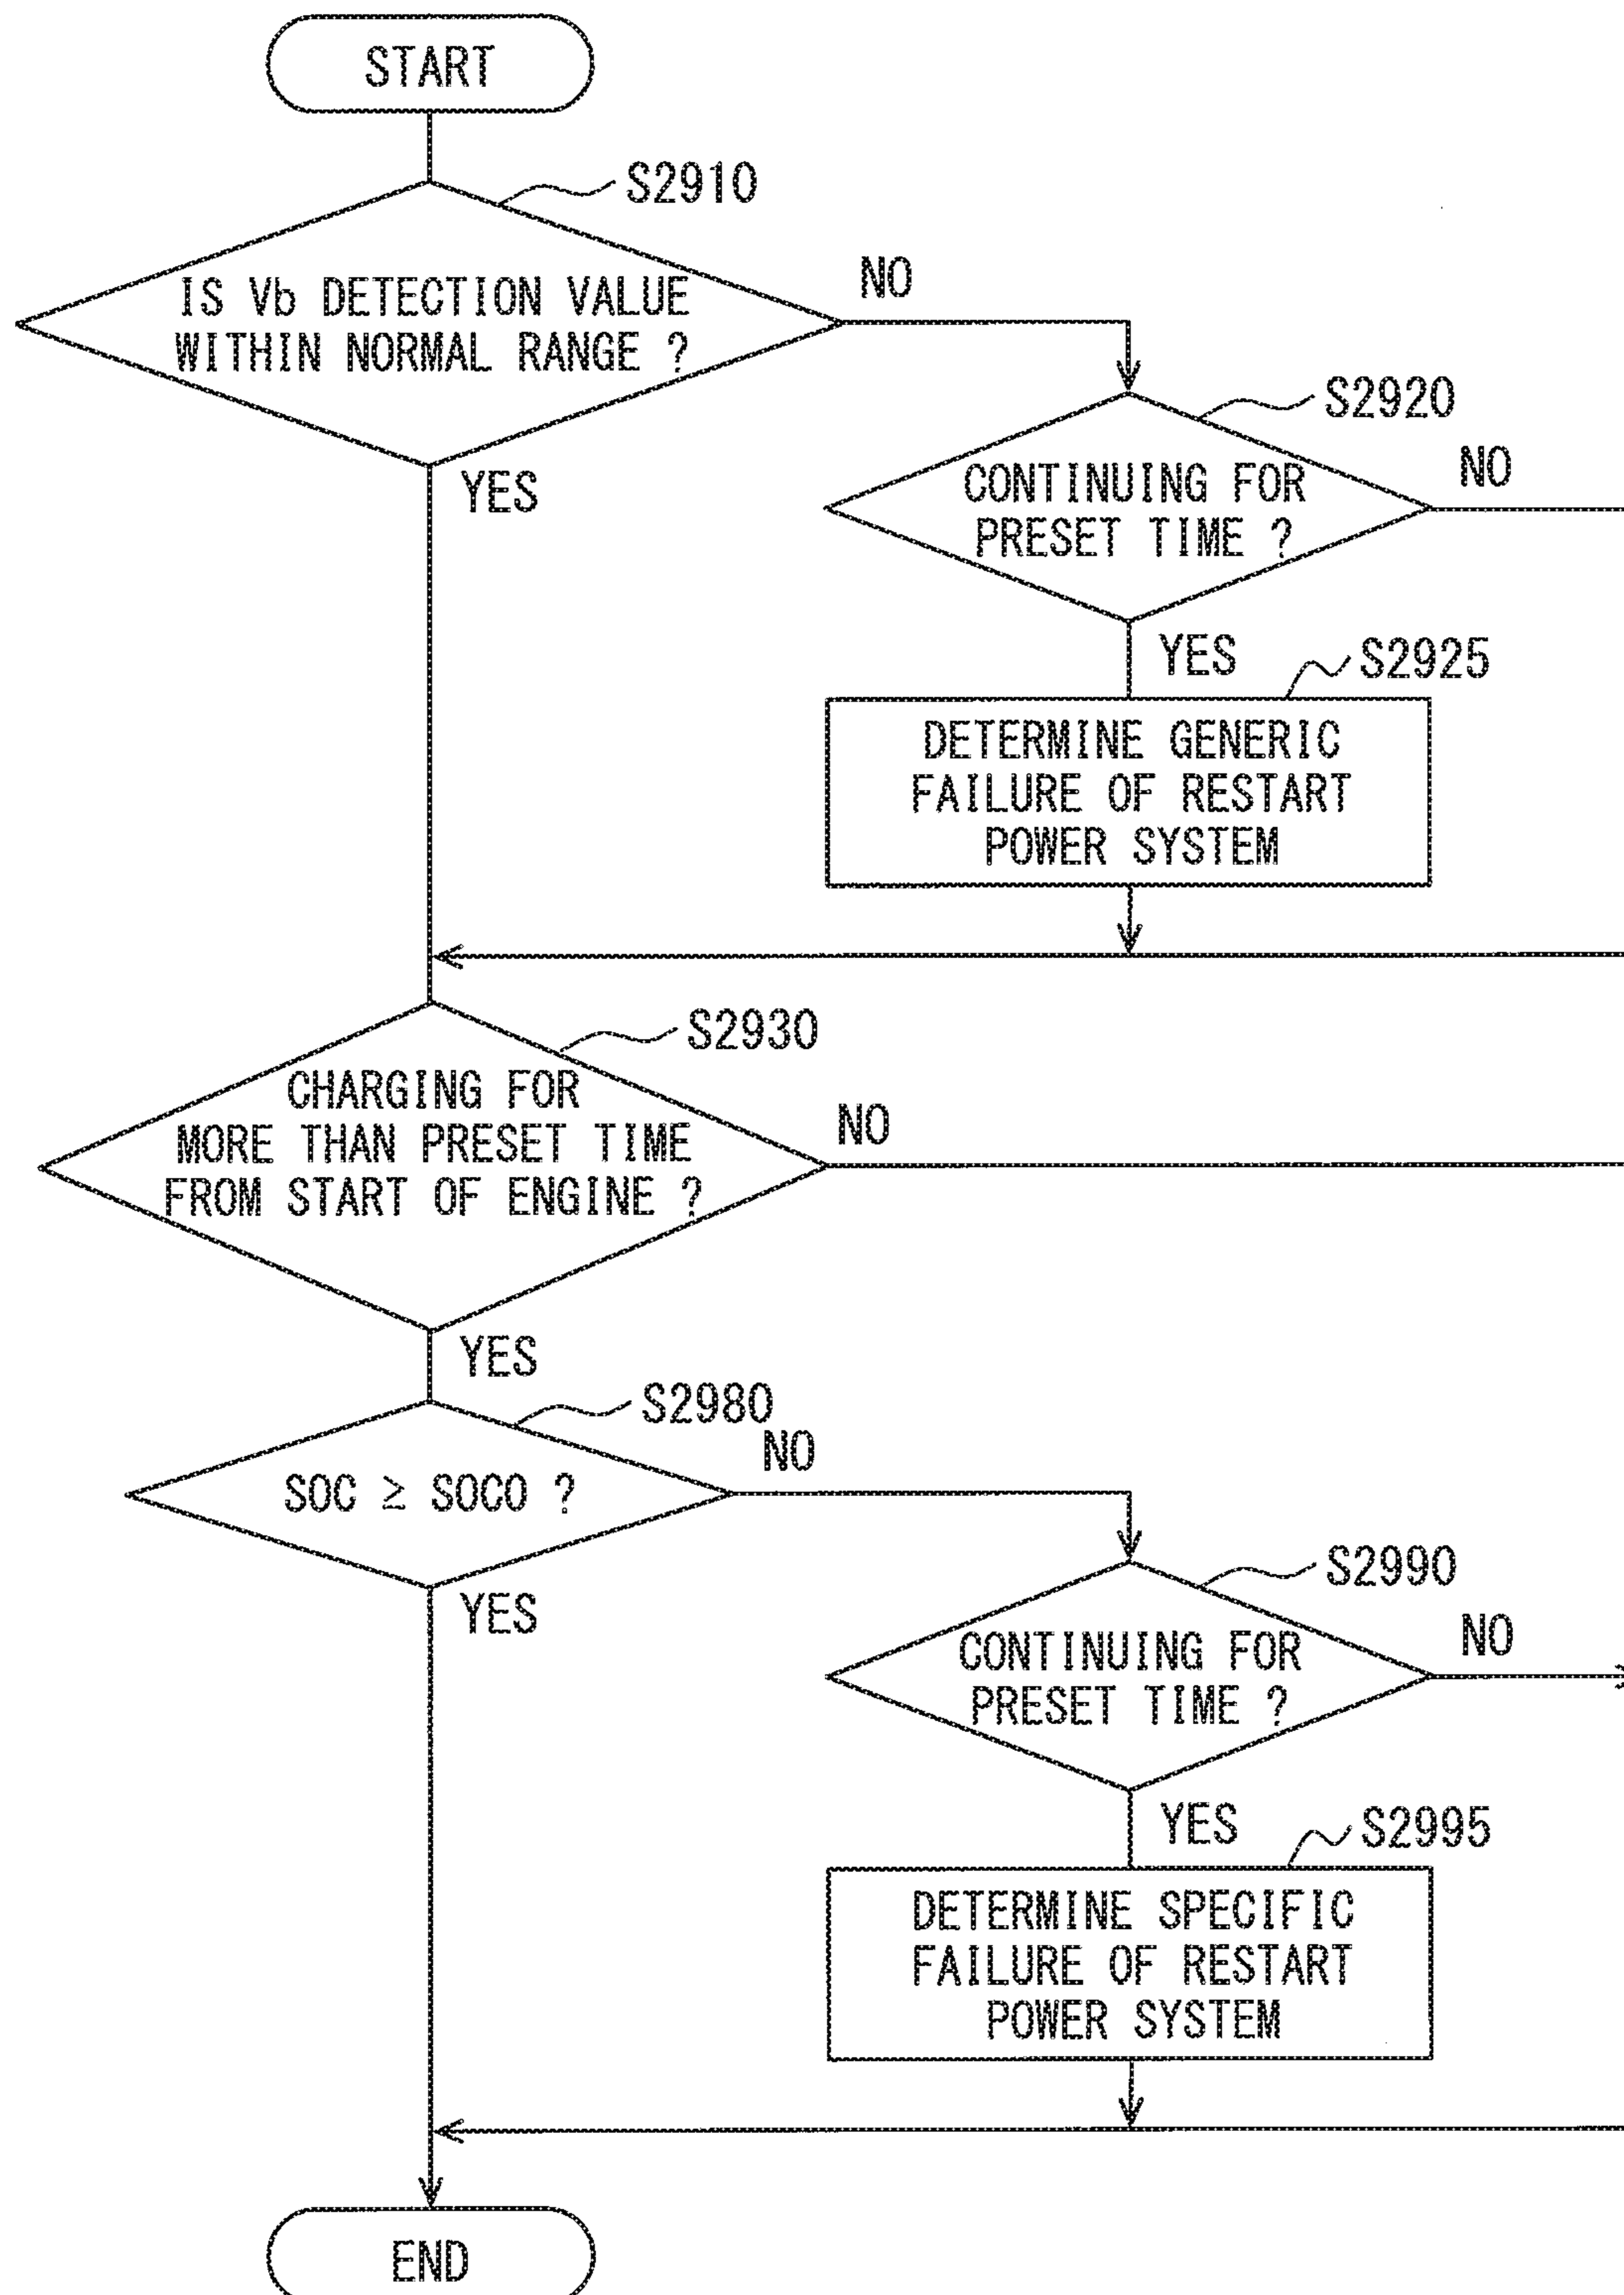 START
S2910
IS Vb DETECTION VALUE
WITHIN NORMAL RANGE ?
NO
YES
S2920
CONTINUING FOR
PRESET TIME ?
NO
YES
S2925
DETERMINE GENERIC
FAILURE OF RESTART
POWER SYSTEM
S2930
CHARGING FOR
MORE THAN PRESET TIME
FROM START OF ENGINE ?
NO
YES
S2980
SOC ≥ SOC0 ?
NO
YES
S2990
CONTINUING FOR
PRESET TIME ?
NO
YES
S2995
DETERMINE SPECIFIC
FAILURE OF RESTART
POWER SYSTEM
END